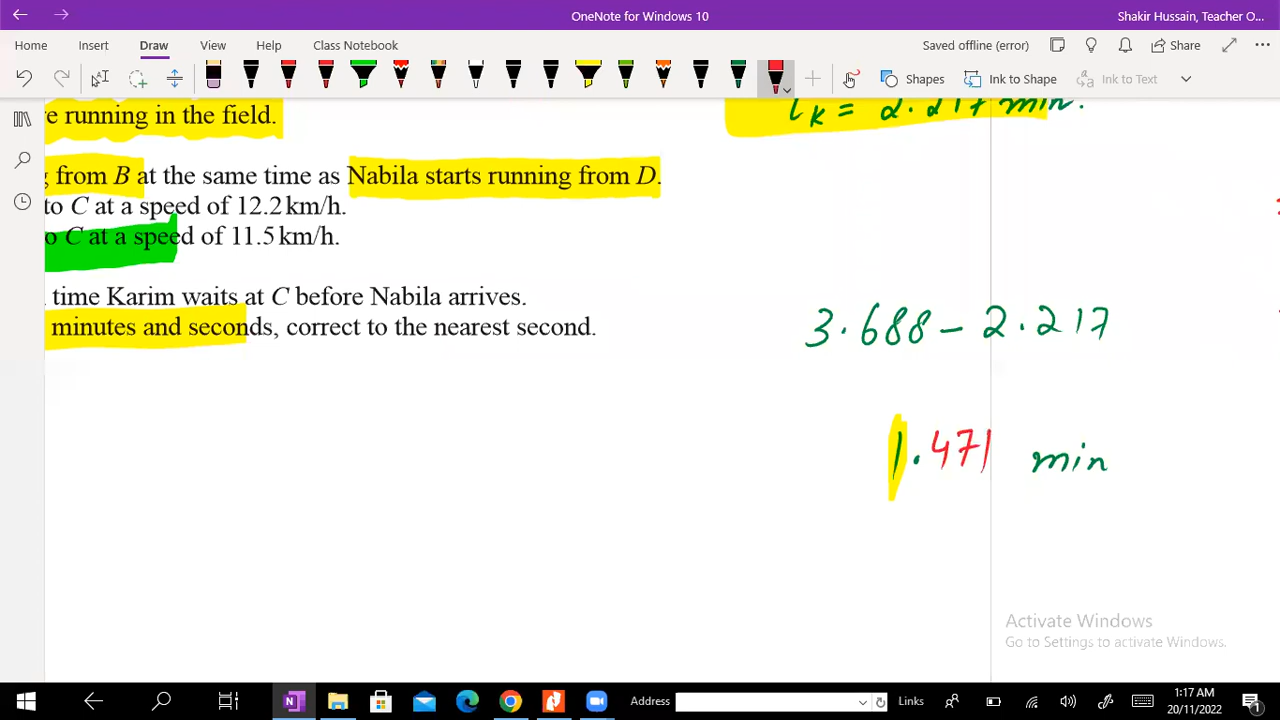 OneNote for Windows 10
Shakir Hussain, Teacher O...
Home Insert Draw View Help Class Notebook
Saved offline (error) Share
Shapes Ink to Shape Ink to Text
re running in the field.
= 2.217 min.
from B at the same time as Nabila starts running from D.
to C at a speed of 12.2 km/h.
o C at a speed of 11.5 km/h.
time Karim waits at C before Nabila arrives.
minutes and seconds, correct to the nearest second.
3.688 - 2.217
1.471 min
Activate Windows
Go to Settings to activate Windows.
Address Links
1:17 AM
20/11/2022